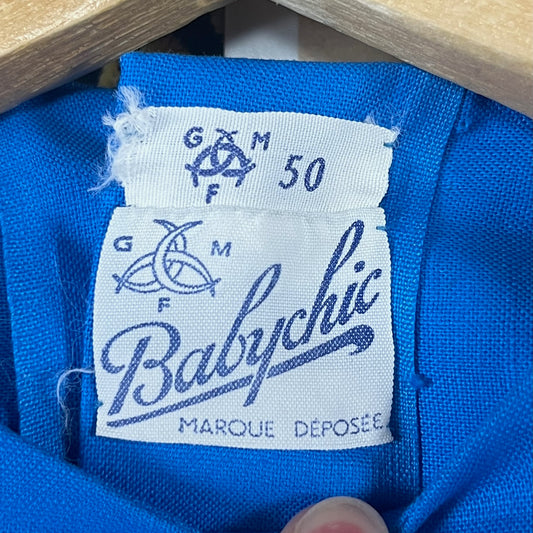 G M
F
50
G M
F
Babychic
MARQUE DÉPOSÉE